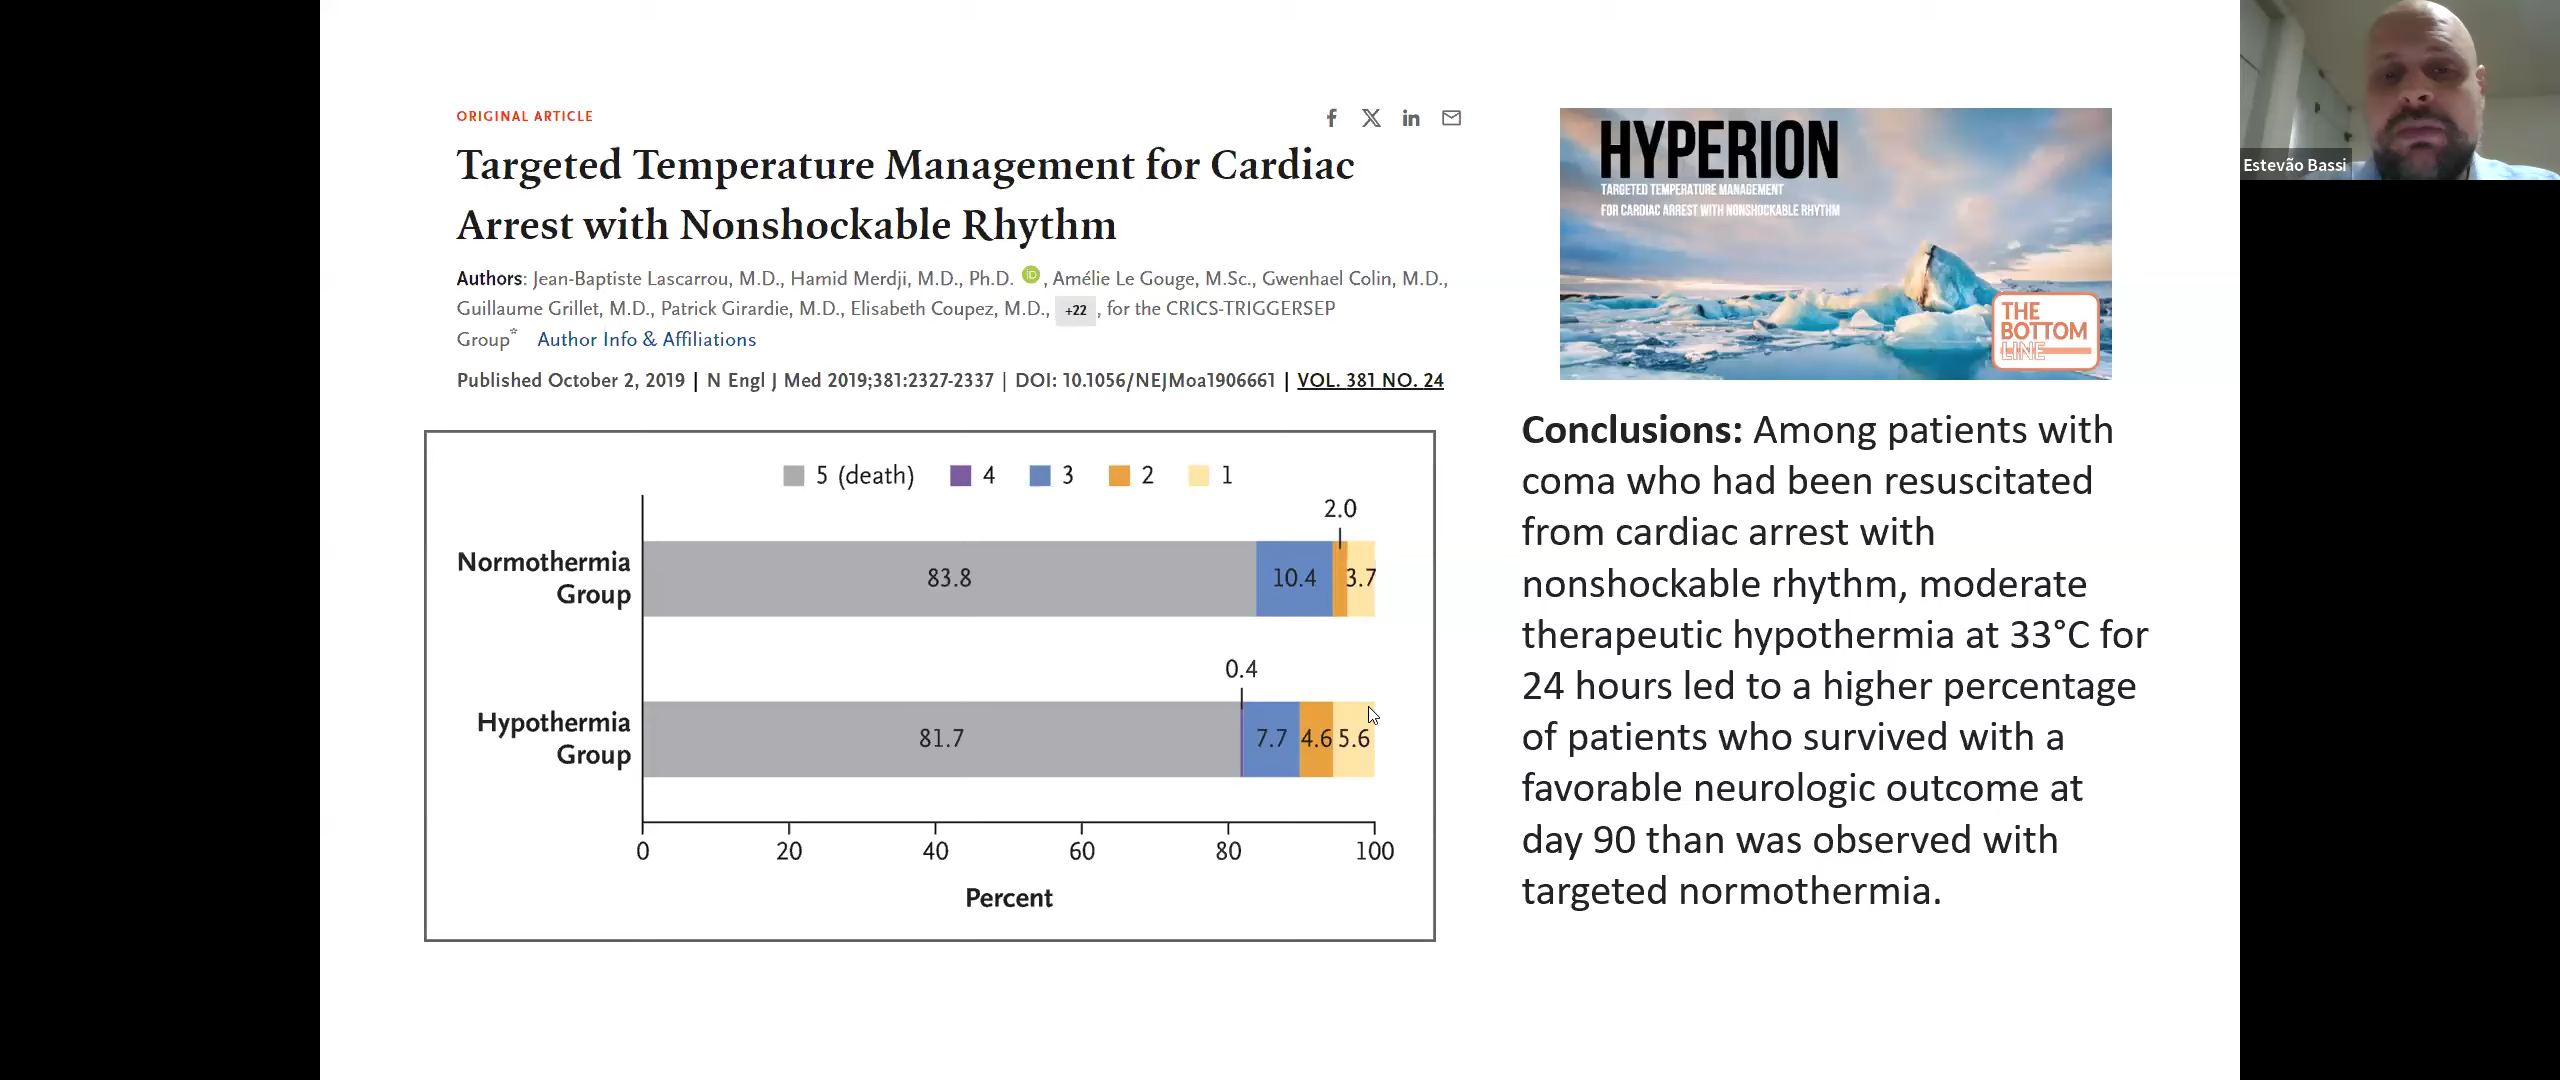 ORIGINAL ARTICLE
Targeted Temperature Management for Cardiac
Arrest with Nonshockable Rhythm
Authors: Jean-Baptiste Lascarrou, M.D., Hamid Merdji, M.D., Ph.D. iD, Amélie Le Gouge, M.Sc., Gwenhael Colin, M.D.,
Guillaume Grillet, M.D., Patrick Girardie, M.D., Elisabeth Coupez, M.D., +22, for the CRICS-TRIGGERSEP
Group* Author Info & Affiliations
Published October 2, 2019 | N Engl J Med 2019;381:2327-2337 | DOI: 10.1056/NEJMoa1906661 | VOL. 381 NO. 24
5 (death) 4 3 2 1
2.0
Normothermia
Group
83.8 10.4 3.7
0.4
Hypothermia
Group
81.7 7.7 4.6 5.6
0 20 40 60 80 100
Percent
HYPERION
TARGETED TEMPERATURE MANAGEMENT
FOR CARDIAC ARREST WITH NONSHOCKABLE RHYTHM
THE
BOTTOM
LINE
Conclusions: Among patients with
coma who had been resuscitated
from cardiac arrest with
nonshockable rhythm, moderate
therapeutic hypothermia at 33°C for
24 hours led to a higher percentage
of patients who survived with a
favorable neurologic outcome at
day 90 than was observed with
targeted normothermia.
Estevão Bassi